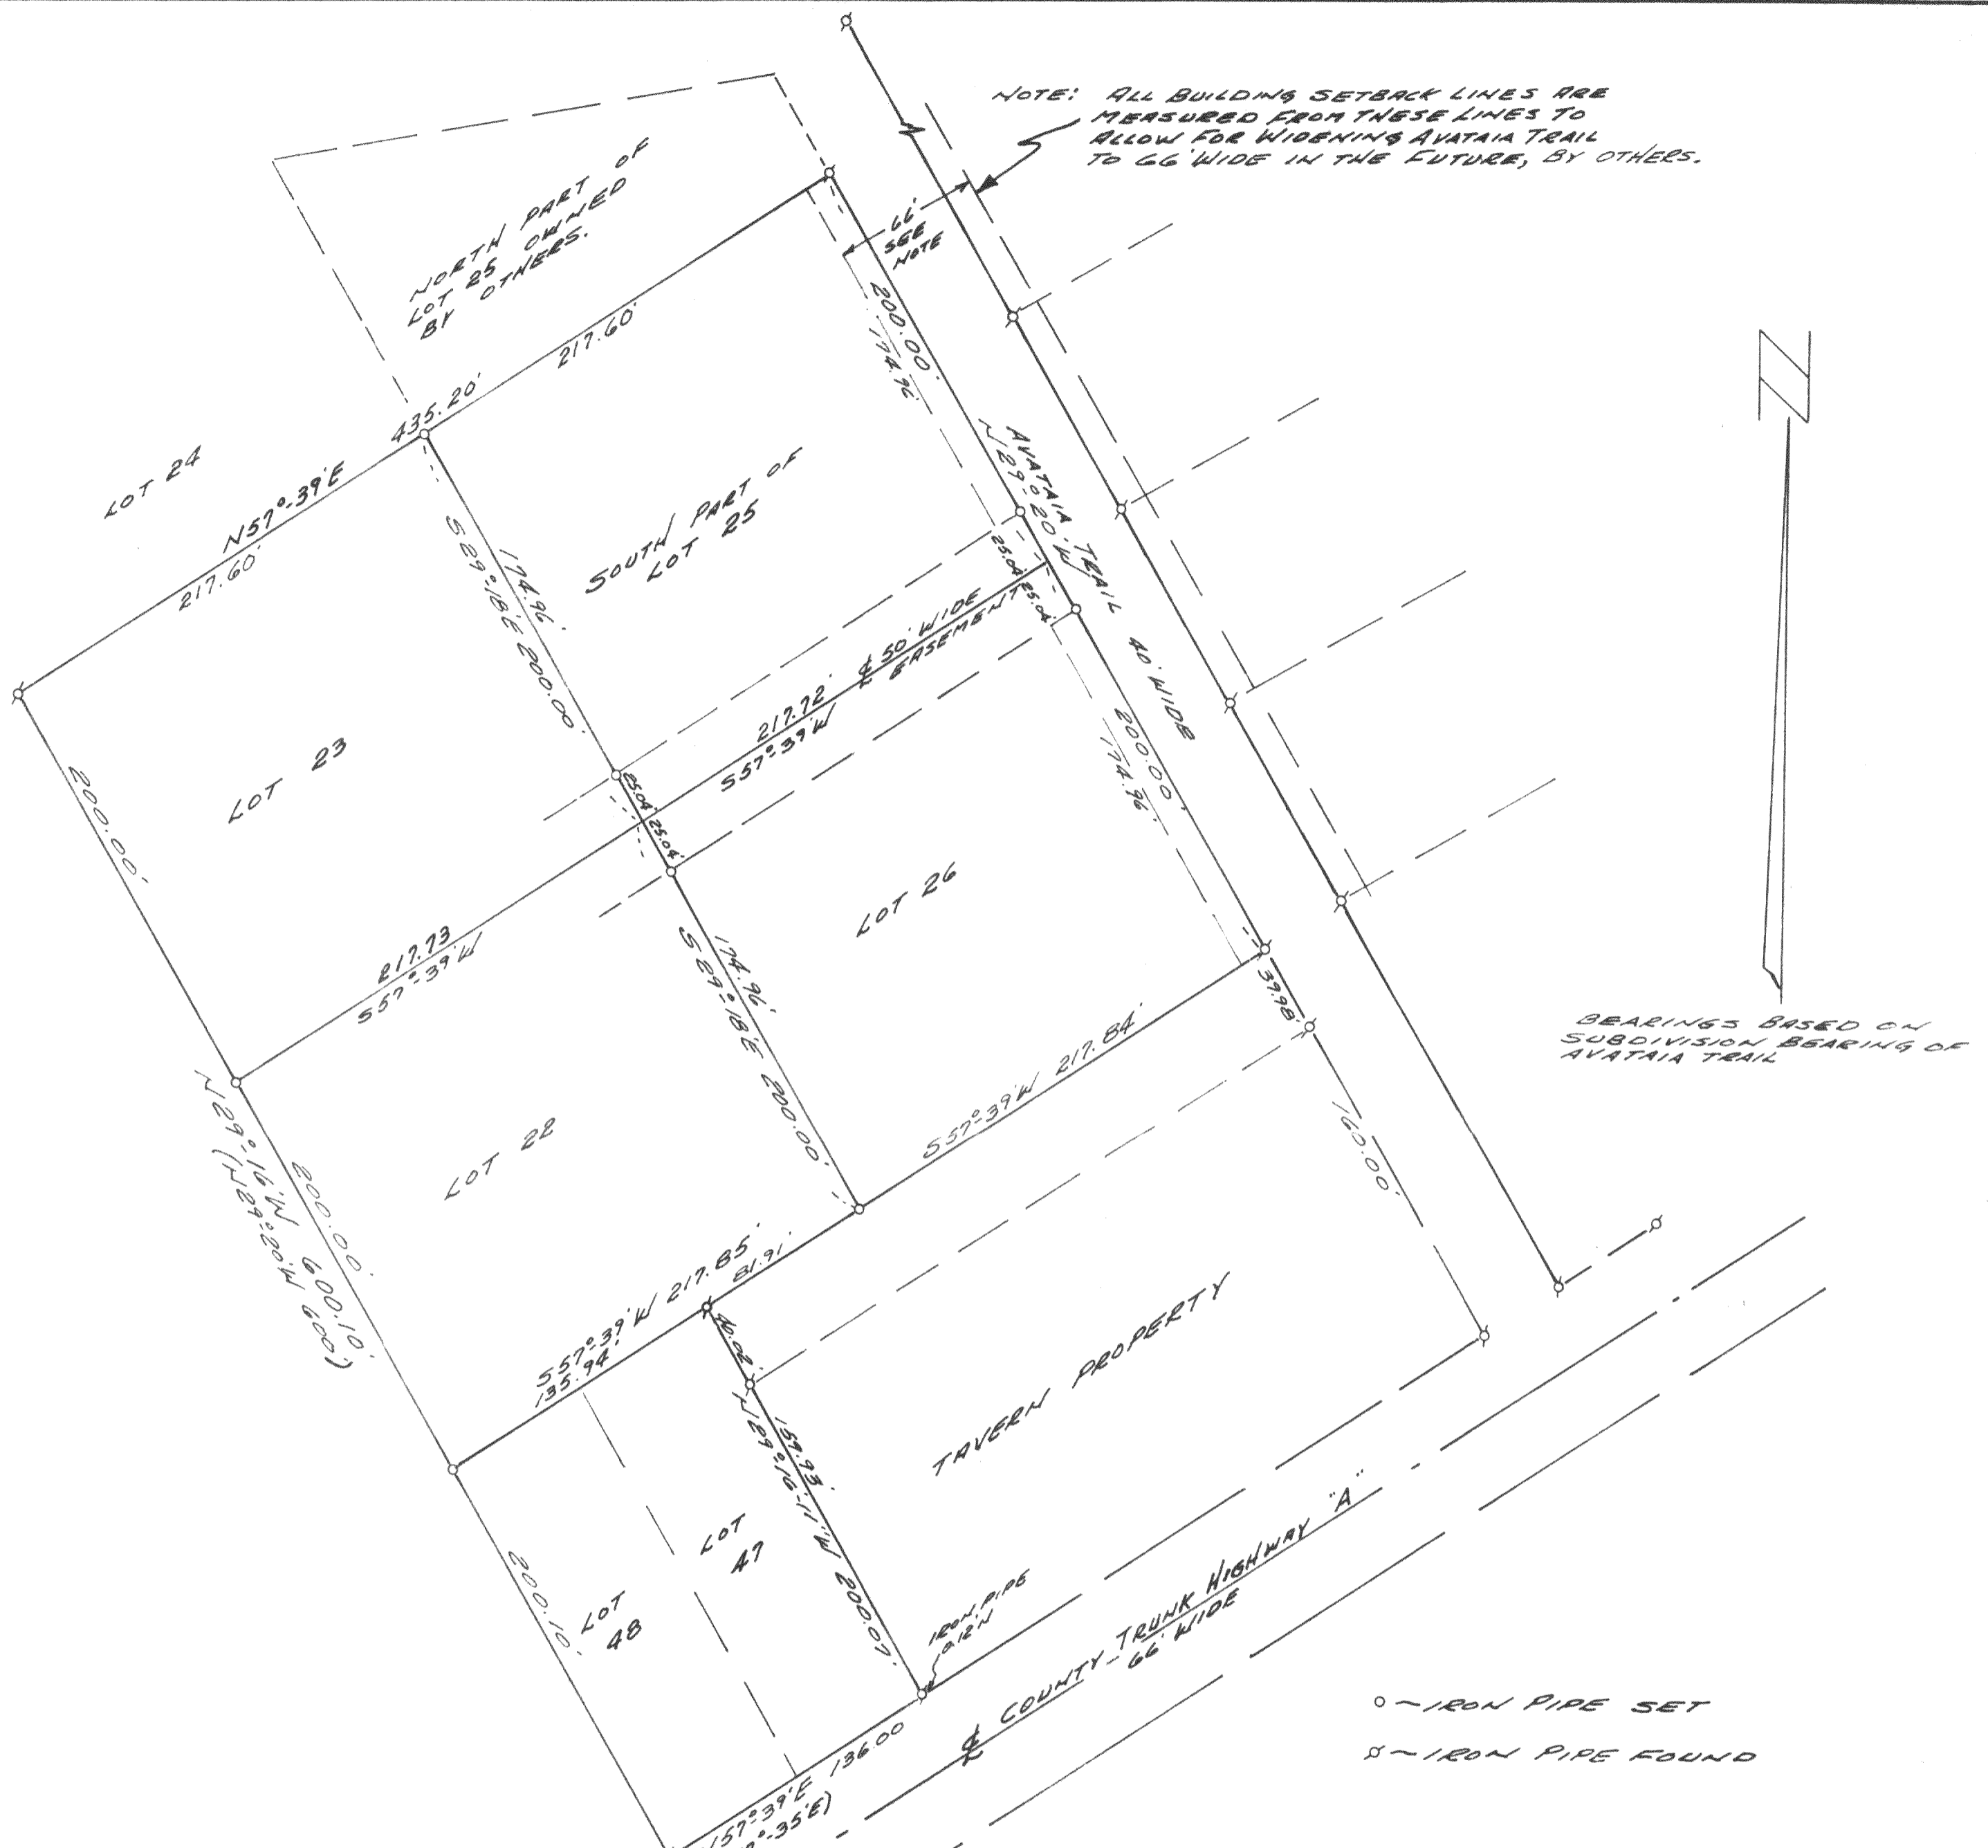 NOTE: ALL BUILDING SETBACK LINES ARE
MEASURED FROM THESE LINES TO
ALLOW FOR WIDENING AVATAIA TRAIL
TO 66' WIDE IN THE FUTURE, BY OTHERS.
66'
SEE
NOTE
NORTH PART OF
LOT 25 OWNED
BY OTHERS.
217.60'
435.20'
N57°-39'E
217.60'
LOT 24
200.00'
174.96'
AVATAIA TRAIL 40' WIDE
N29°-20'W
SOUTH PART OF
LOT 25
174.96'
S29°-18'E 200.00'
25.04'
25.04'
217.72' ℄ 50' WIDE
S57°-39'W EASEMENT
25.04'
25.04'
LOT 23
200.00'
217.73
S57°-39'W
LOT 26
200.00'
174.96'
174.96'
S29°-18'E 200.00'
39.98'
S57°-39'W 217.84'
BEARINGS BASED ON
SUBDIVISION BEARING OF
AVATAIA TRAIL
LOT 22
200.00'
N29°-16'W 600.10'
(N29°-20'W 600')
S57°-39'W 217.85'
135.94'
81.91'
40.02'
160.00'
TAVERN PROPERTY
159.93'
N29°-16'-11"W 200.07'
LOT
47
LOT
48
200.10'
IRON PIPE
0.12'N
℄ COUNTY-TRUNK HIGHWAY "A"
66' WIDE
57°-39'E 136.00
°-35'E)
~IRON PIPE SET
~IRON PIPE FOUND